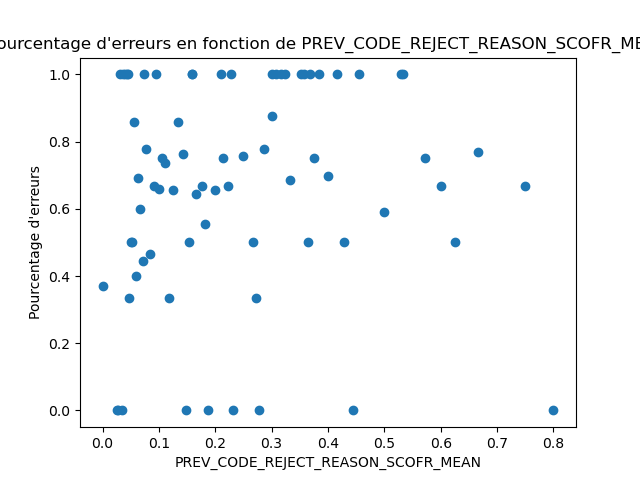 ourcentage d'erreurs en fonction de PREV_CODE_REJECT_REASON_SCOFR_ME
Pourcentage d'erreurs
1.0
0.8
0.6
0.4
0.2
0.0
0.0 0.1 0.2 0.3 0.4 0.5 0.6 0.7 0.8
PREV_CODE_REJECT_REASON_SCOFR_MEAN